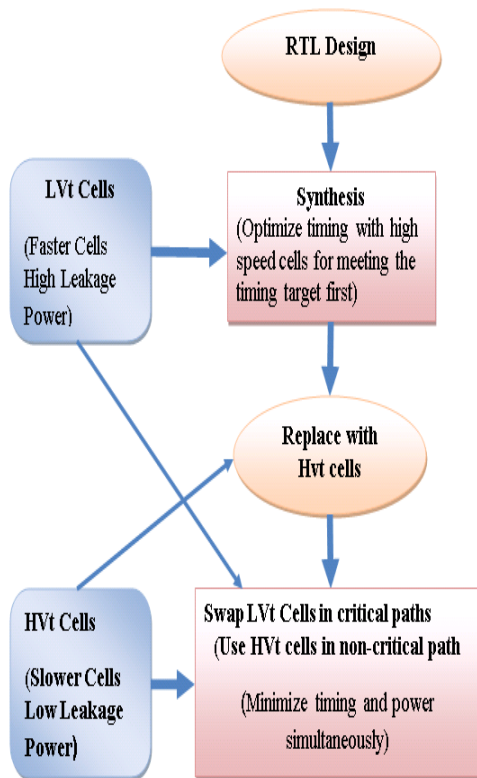 RTL Design
LVt Cells
(Faster Cells
High Leakage
Power)
Synthesis
(Optimize timing with high
speed cells for meeting the
timing target first)
Replace with
Hvt cells
HVt Cells
(Slower Cells
Low Leakage
Power)
Swap LVt Cells in critical paths
(Use HVt cells in non-critical path
(Minimize timing and power
simultaneously)